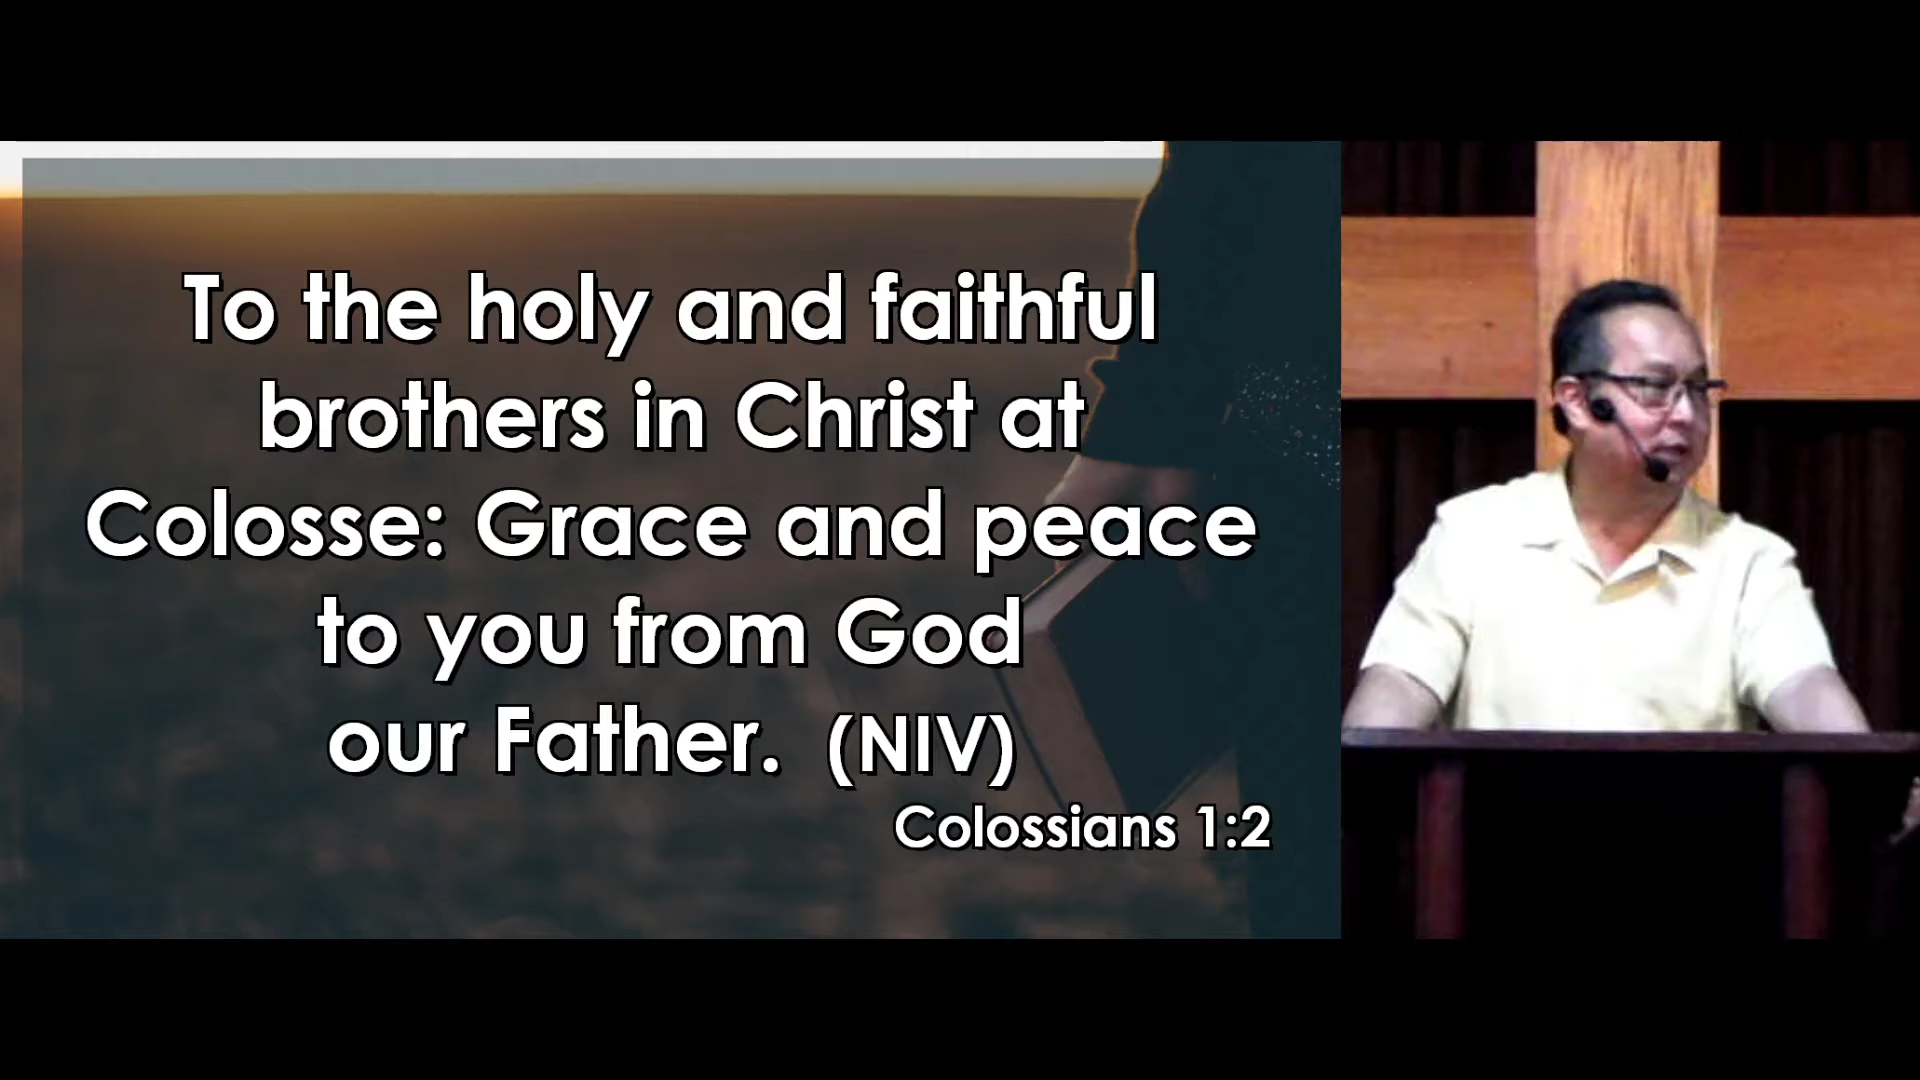 To the holy and faithful
brothers in Christ at
Colosse: Grace and peace
to you from God
our Father. (NIV)
Colossians 1:2